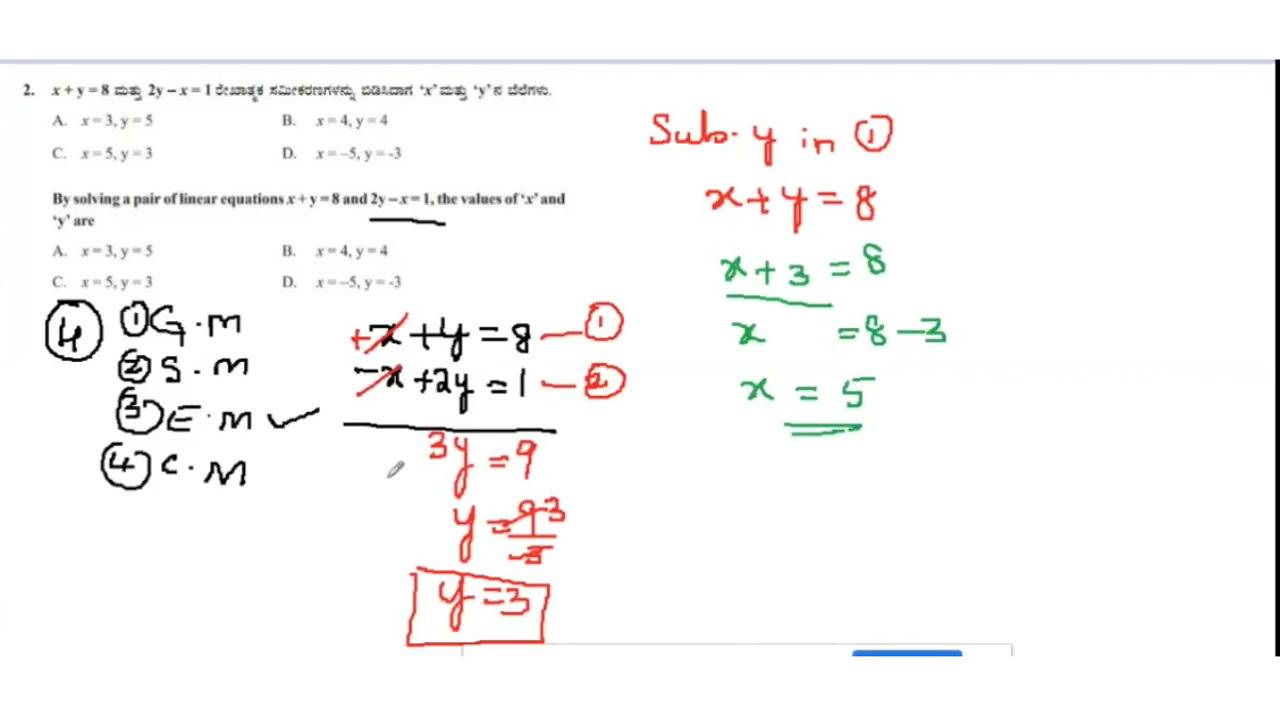 2. x + y = 8 ಮತ್ತು 2y – x = 1 ರೇಖಾತ್ಮಕ ಸಮೀಕರಣಗಳನ್ನು ಬಿಡಿಸಿದಾಗ ‘x’ ಮತ್ತು ‘y’ ನ ಬೆಲೆಗಳು.
A. x = 3, y = 5 B. x = 4, y = 4
C. x = 5, y = 3 D. x = –5, y = -3
By solving a pair of linear equations x + y = 8 and 2y – x = 1, the values of ‘x’ and
‘y’ are
A. x = 3, y = 5 B. x = 4, y = 4
C. x = 5, y = 3 D. x = –5, y = -3
④ ① G.M
② S.M
③ E.M ✓
④ C.M
+x + y = 8 — ①
-x + 2y = 1 — ②
3y = 9
y = 9 3
3
y = 3
Sub. y in ①
x + y = 8
x + 3 = 8
x = 8 - 3
x = 5